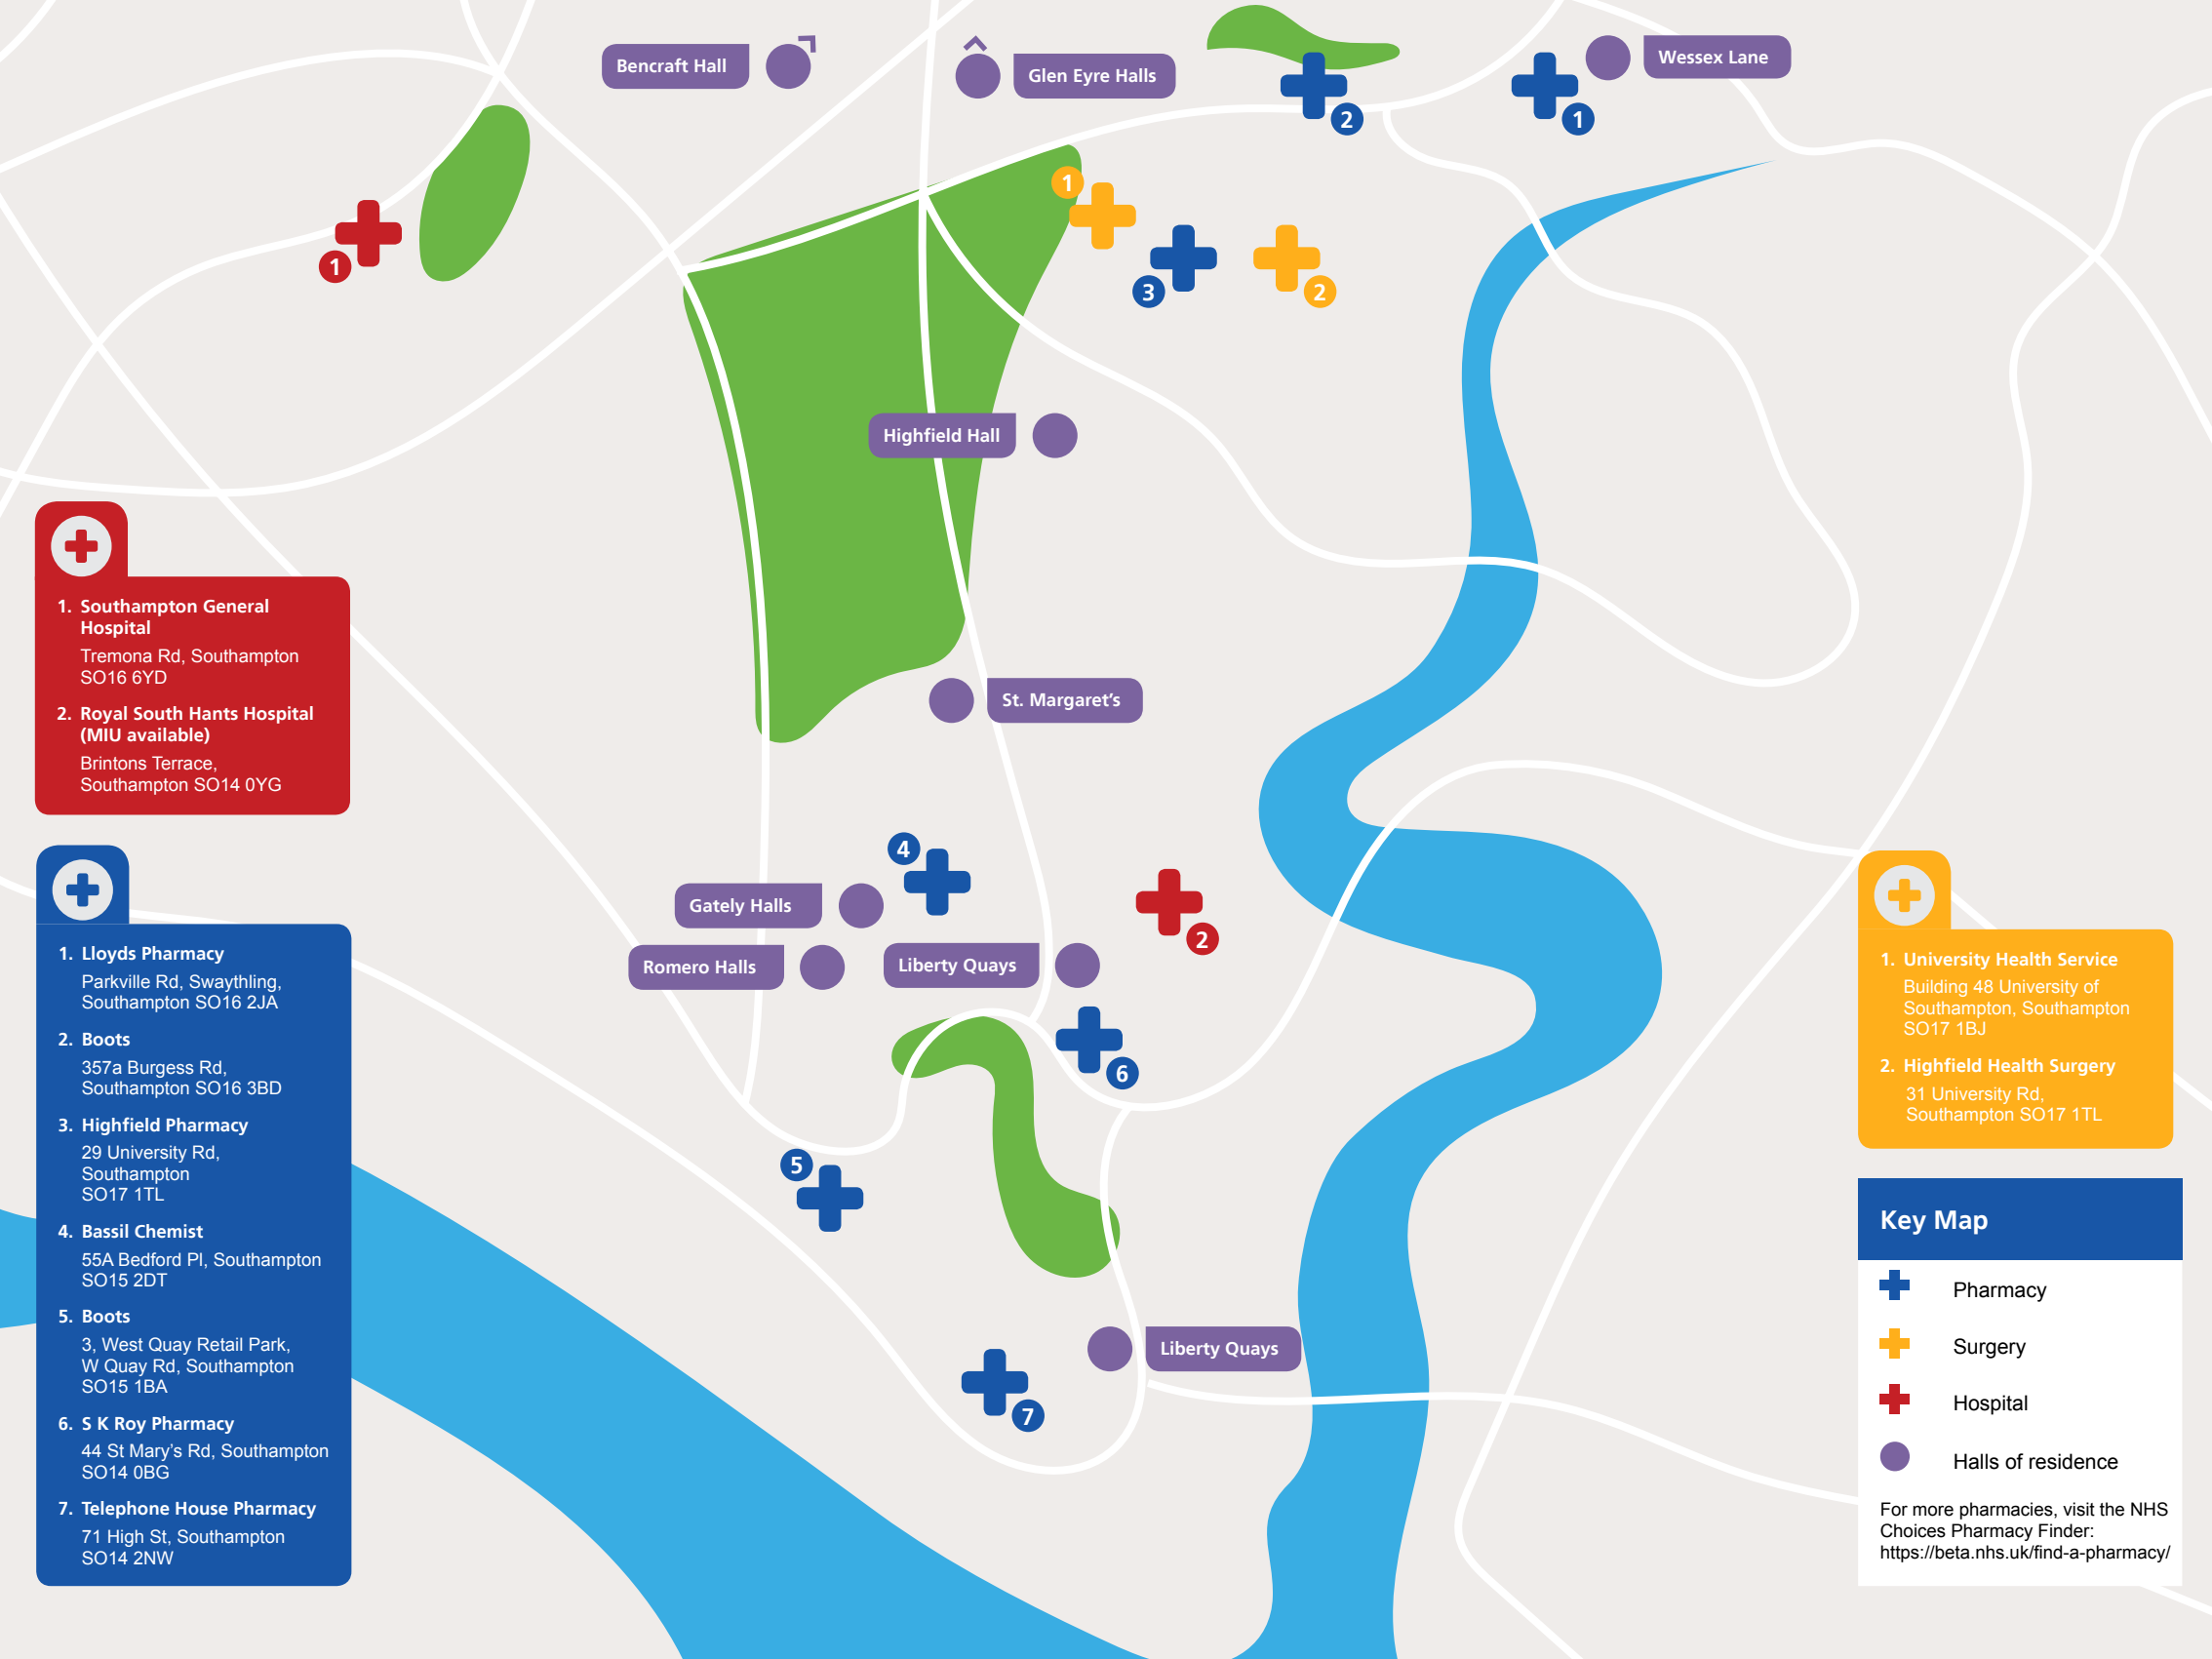 Bencraft Hall
Glen Eyre Halls
Wessex Lane
2
1
1
1
3
2
Highfield Hall
St. Margaret’s
4
Gately Halls
2
Romero Halls
Liberty Quays
6
5
Liberty Quays
7
1. Southampton General
Hospital
Tremona Rd, Southampton
SO16 6YD
2. Royal South Hants Hospital
(MIU available)
Brintons Terrace,
Southampton SO14 0YG
1. Lloyds Pharmacy
Parkville Rd, Swaythling,
Southampton SO16 2JA
2. Boots
357a Burgess Rd,
Southampton SO16 3BD
3. Highfield Pharmacy
29 University Rd,
Southampton
SO17 1TL
4. Bassil Chemist
55A Bedford Pl, Southampton
SO15 2DT
5. Boots
3, West Quay Retail Park,
W Quay Rd, Southampton
SO15 1BA
6. S K Roy Pharmacy
44 St Mary’s Rd, Southampton
SO14 0BG
7. Telephone House Pharmacy
71 High St, Southampton
SO14 2NW
1. University Health Service
Building 48 University of
Southampton, Southampton
SO17 1BJ
2. Highfield Health Surgery
31 University Rd,
Southampton SO17 1TL
Key Map
Pharmacy
Surgery
Hospital
Halls of residence
For more pharmacies, visit the NHS
Choices Pharmacy Finder:
https://beta.nhs.uk/find-a-pharmacy/